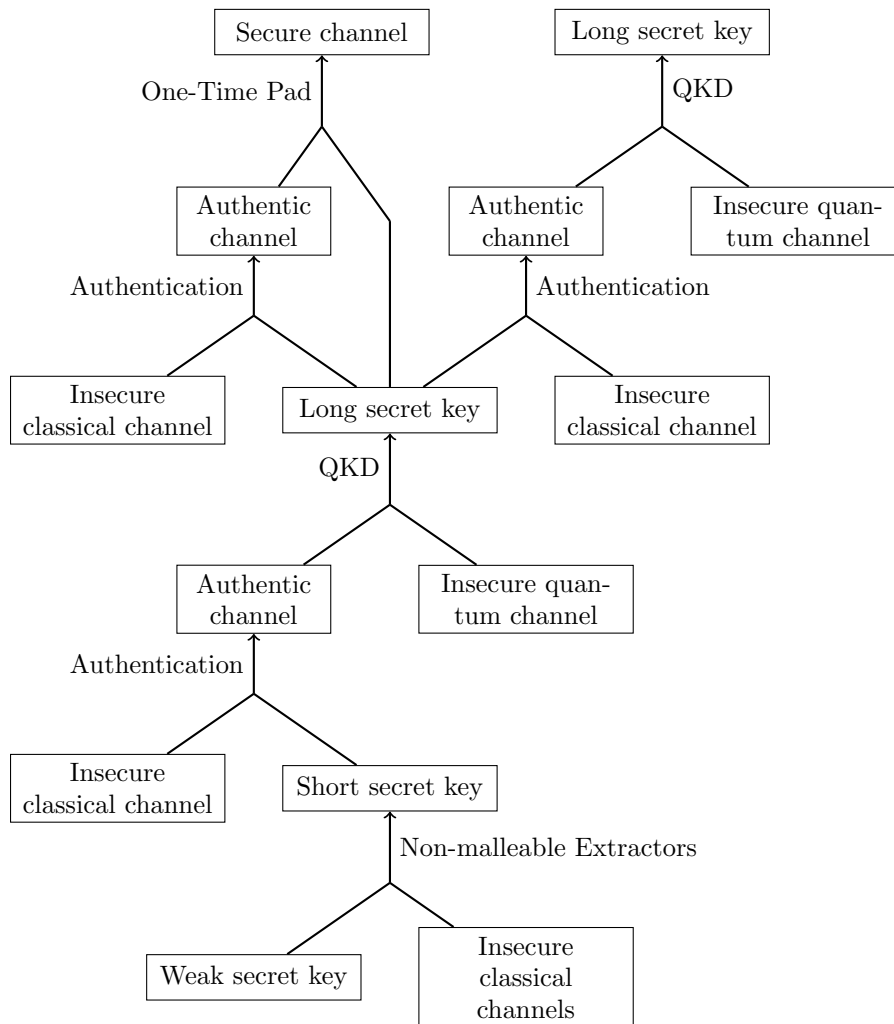 Secure channel
Long secret key
One-Time Pad
QKD
Authentic
channel
Authentic
channel
Insecure quan-
tum channel
Authentication
Authentication
Insecure
classical channel
Long secret key
Insecure
classical channel
QKD
Authentic
channel
Insecure quan-
tum channel
Authentication
Insecure
classical channel
Short secret key
Non-malleable Extractors
Weak secret key
Insecure
classical
channels